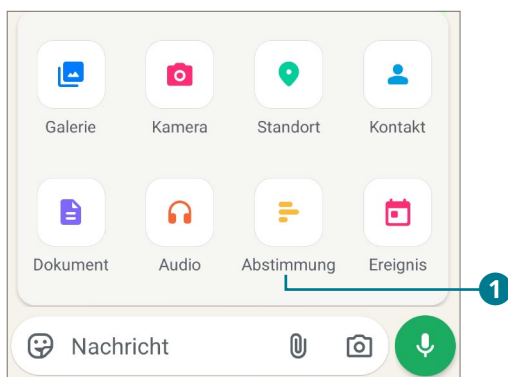 Galerie Kamera Standort Kontakt
Dokument Audio Abstimmung Ereignis
1
Nachricht